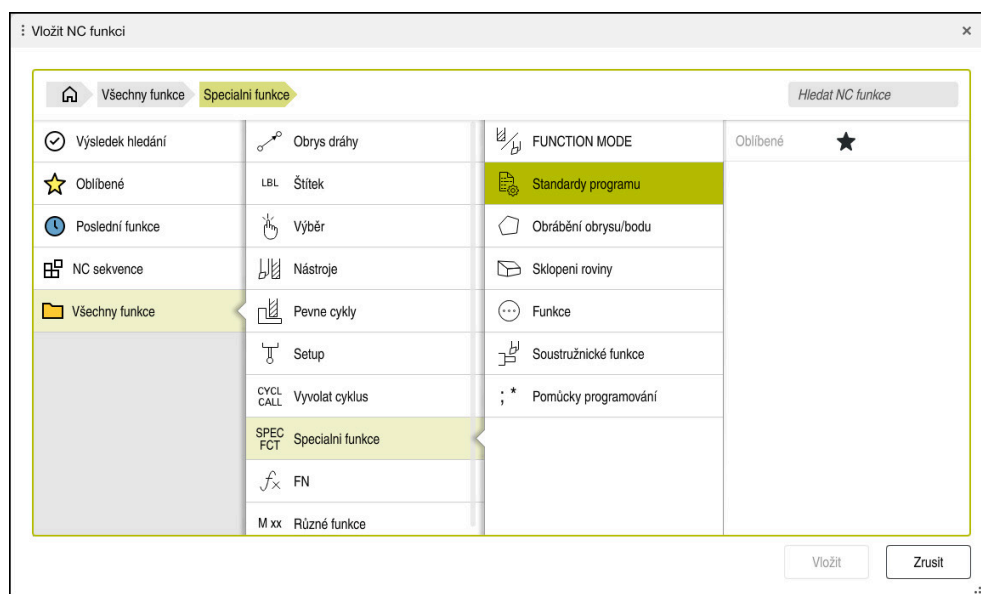 Vložit NC funkci
Všechny funkce
Specialni funkce
Hledat NC funkce
Výsledek hledání
Oblíbené
Poslední funkce
NC sekvence
Všechny funkce
Obrys dráhy
LBL Štítek
Výběr
Nástroje
Pevne cykly
Setup
CYCL CALL Vyvolat cyklus
SPEC FCT Specialni funkce
FN
M xx Různé funkce
FUNCTION MODE
Standardy programu
Obrábění obrysu/bodu
Sklopeni roviny
Funkce
Soustružnické funkce
; * Pomůcky programování
Oblíbené
Vložit
Zrusit